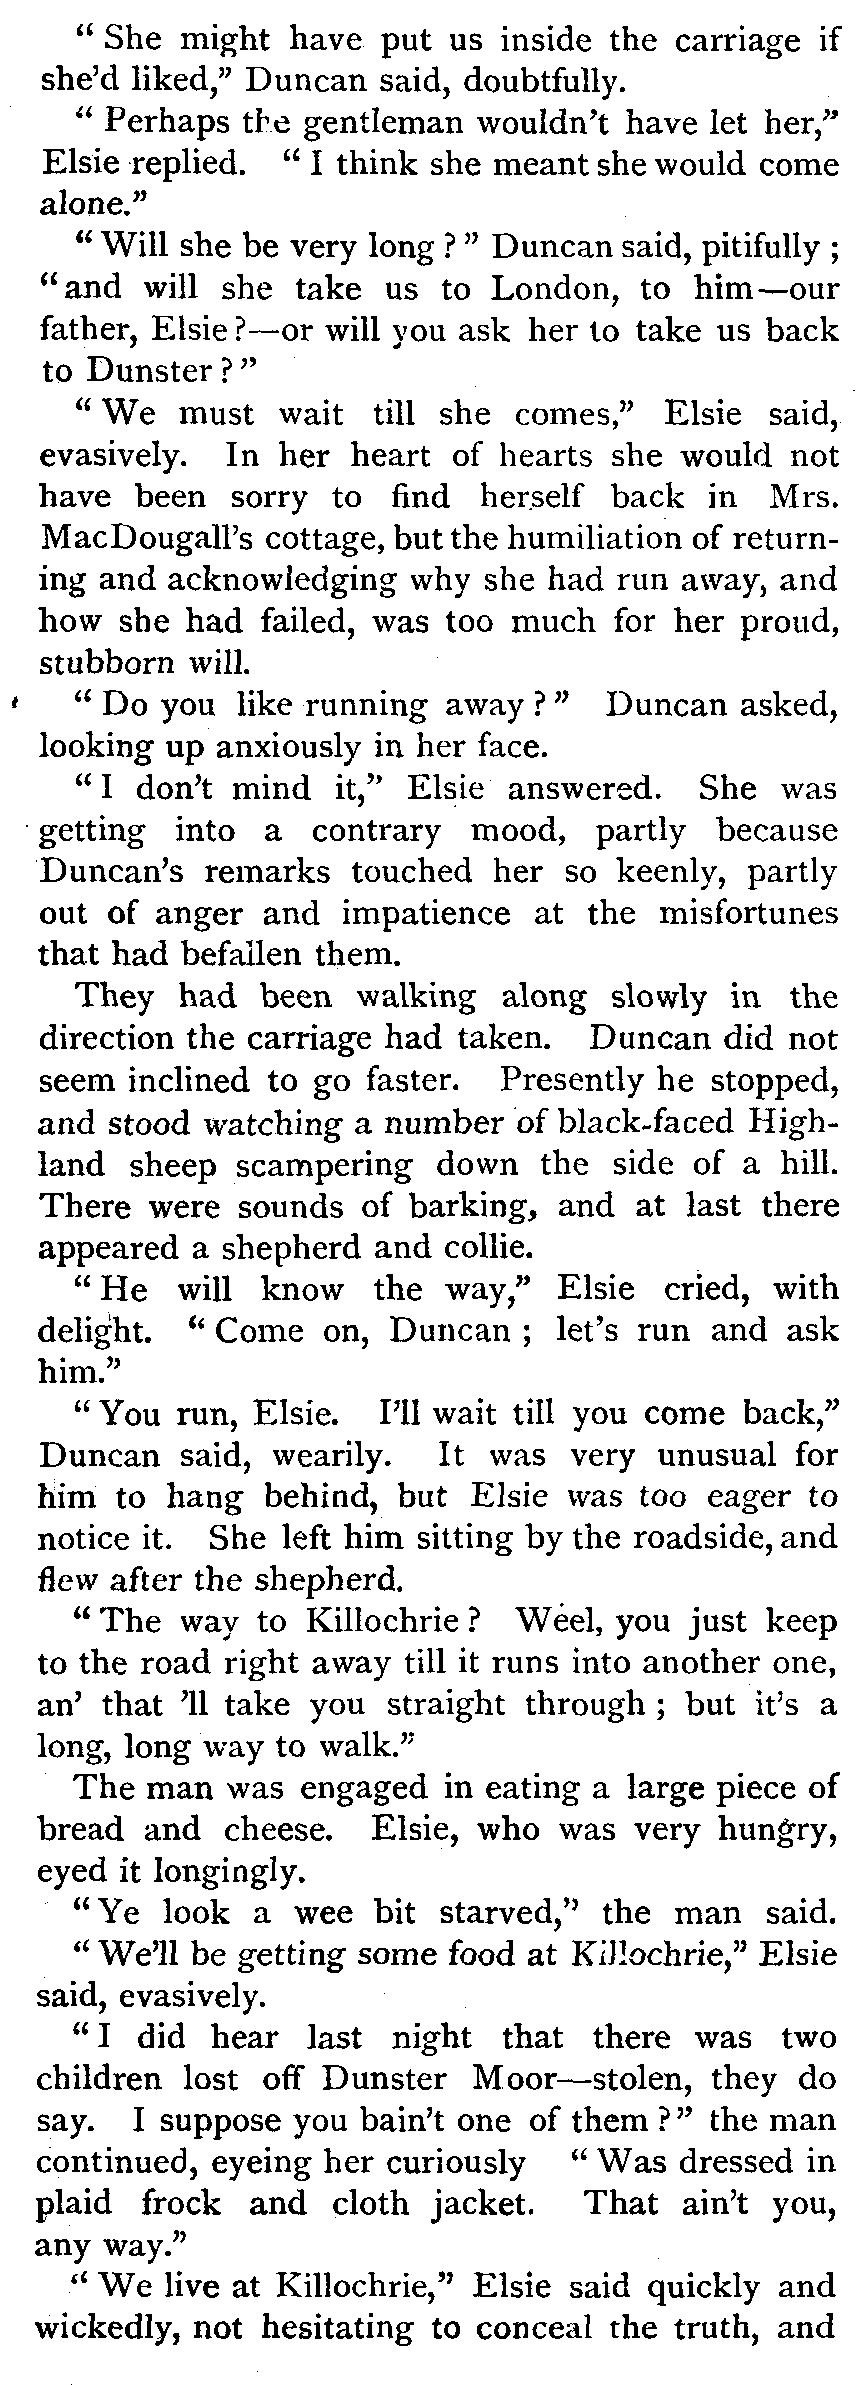 “ She might have put us inside the carriage if
she’d liked,” Duncan said, doubtfully.
“ Perhaps the gentleman wouldn’t have let her,”
Elsie replied. “ I think she meant she would come
alone.”
“ Will she be very long ? ” Duncan said, pitifully ;
“and will she take us to London, to him—our
father, Elsie ?—or will you ask her to take us back
to Dunster ? ”
“ We must wait till she comes,” Elsie said,
evasively. In her heart of hearts she would not
have been sorry to find herself back in Mrs.
MacDougall’s cottage, but the humiliation of return-
ing and acknowledging why she had run away, and
how she had failed, was too much for her proud,
stubborn will.
“ Do you like running away ? ” Duncan asked,
looking up anxiously in her face.
“ I don’t mind it,” Elsie answered. She was
getting into a contrary mood, partly because
Duncan’s remarks touched her so keenly, partly
out of anger and impatience at the misfortunes
that had befallen them.
They had been walking along slowly in the
direction the carriage had taken. Duncan did not
seem inclined to go faster. Presently he stopped,
and stood watching a number of black-faced High-
land sheep scampering down the side of a hill.
There were sounds of barking, and at last there
appeared a shepherd and collie.
“ He will know the way,” Elsie cried, with
delight. “ Come on, Duncan ; let’s run and ask
him.”
“ You run, Elsie. I’ll wait till you come back,”
Duncan said, wearily. It was very unusual for
him to hang behind, but Elsie was too eager to
notice it. She left him sitting by the roadside, and
flew after the shepherd.
“ The way to Killochrie ? Weel, you just keep
to the road right away till it runs into another one,
an’ that ’ll take you straight through ; but it’s a
long, long way to walk.”
The man was engaged in eating a large piece of
bread and cheese. Elsie, who was very hungry,
eyed it longingly.
“ Ye look a wee bit starved,” the man said.
“ We’ll be getting some food at Killochrie,” Elsie
said, evasively.
“ I did hear last night that there was two
children lost off Dunster Moor—stolen, they do
say. I suppose you bain’t one of them ? ” the man
continued, eyeing her curiously “ Was dressed in
plaid frock and cloth jacket. That ain’t you,
any way.”
“ We live at Killochrie,” Elsie said quickly and
wickedly, not hesitating to conceal the truth, and